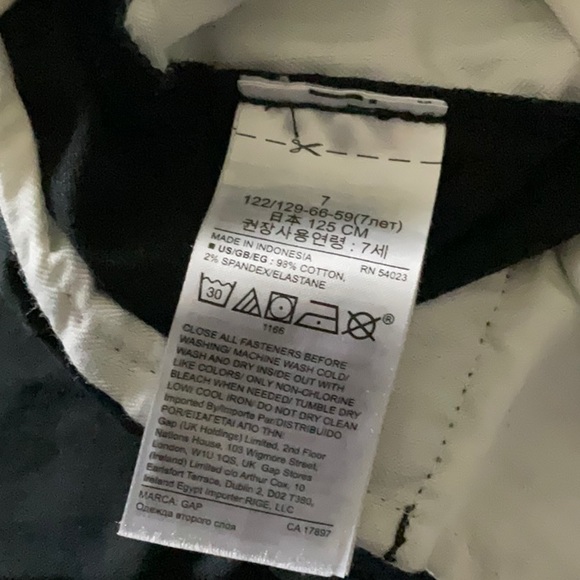 7
122/129-66-59(7лет)
日本 125 CM
권장사용연령 : 7세
MADE IN INDONESIA
RN 54023
■ US/GB/EG : 98% COTTON,
2% SPANDEX/ELASTANE
30
®
1166
CLOSE ALL FASTENERS BEFORE
WASHING/ MACHINE WASH COLD/
WASH AND DRY INSIDE OUT WITH
LIKE COLORS/ ONLY NON-CHLORINE
BLEACH WHEN NEEDED/ TUMBLE DRY
LOW/ COOL IRON/ DO NOT DRY CLEAN
Imported By/Importe Par/DISTRIBUÍDO
POR/ΕΙΣΑΓΕΤΑΙ ΑΠΟ ΤΗΝ:
Gap (UK Holdings) Limited, 2nd Floor
Nations House, 103 Wigmore Street,
London, W1U 1QS, UK. Gap Stores
(Ireland) Limited c/o Arthur Cox, 10
Earlsfort Terrace, Dublin 2, D02 T380,
Ireland Egypt Importer:RIGE, LLC
MARCA: GAP
Одежда второго слоя
CA 17897